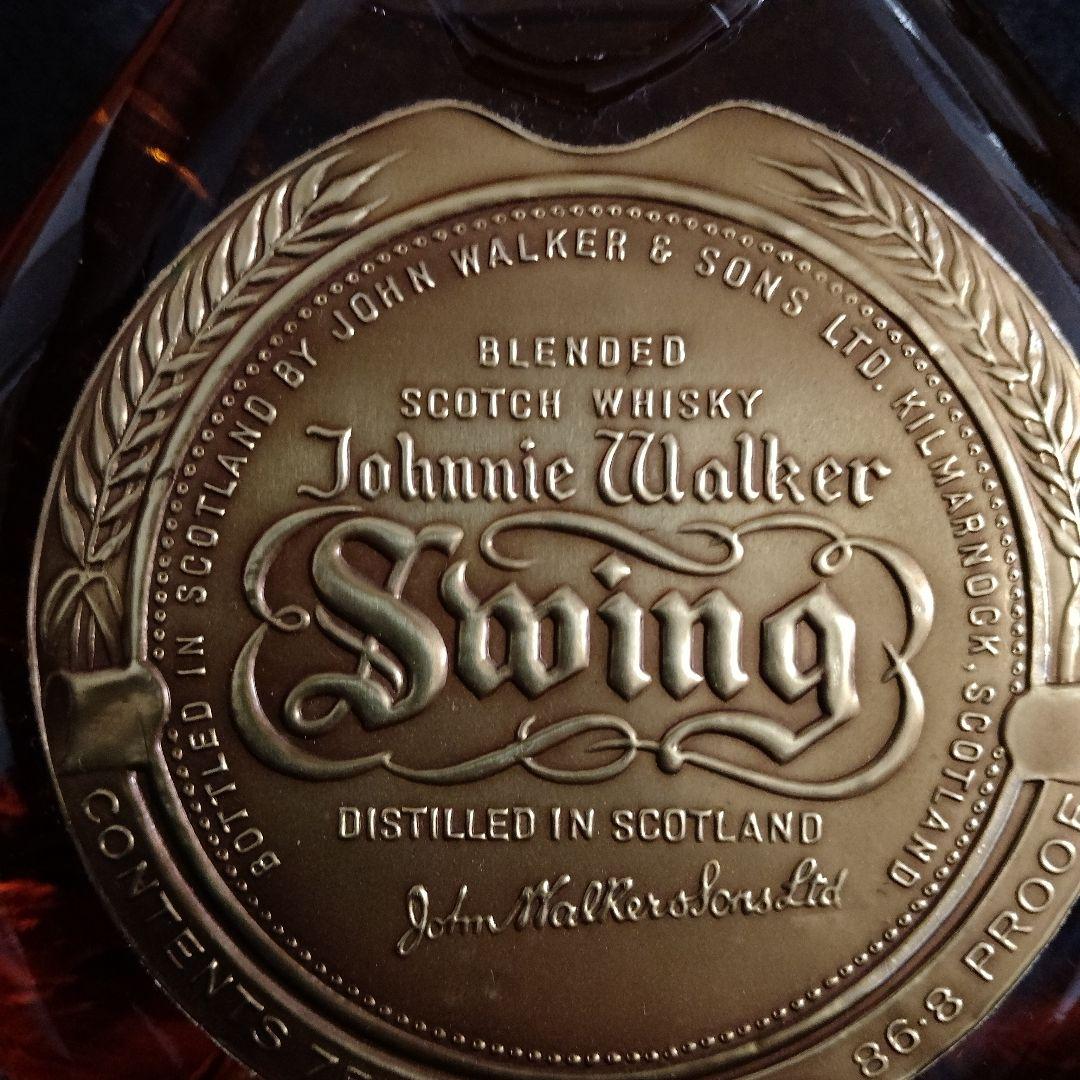 BOTTLED IN SCOTLAND BY JOHN WALKER & SONS LTD. KILMARNOCK, SCOTLAND
BLENDED
SCOTCH WHISKY
Johnnie Walker
Swing
DISTILLED IN SCOTLAND
John Walker & Sons Ltd
CONTENTS
86·8 PROOF